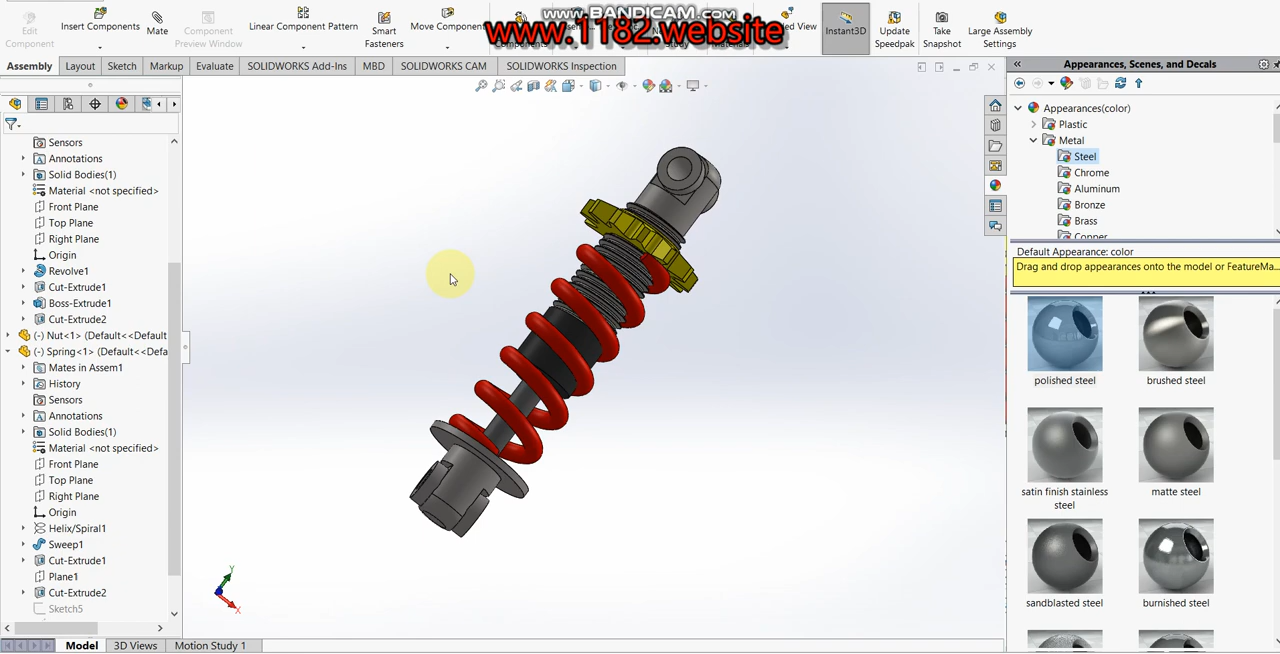 www.BANDICAM.com
www.1182.website
Edit Component
Insert Components
Mate
Component Preview Window
Linear Component Pattern
Smart Fasteners
Move Component
Instant3D
Update Speedpak
Take Snapshot
Large Assembly Settings
Assembly Layout Sketch Markup Evaluate SOLIDWORKS Add-Ins MBD SOLIDWORKS CAM SOLIDWORKS Inspection
Sensors
Annotations
Solid Bodies(1)
Material <not specified>
Front Plane
Top Plane
Right Plane
Origin
Revolve1
Cut-Extrude1
Boss-Extrude1
Cut-Extrude2
(-) Nut<1> (Default<<Default
(-) Spring<1> (Default<<Defa
Mates in Assem1
History
Sensors
Annotations
Solid Bodies(1)
Material <not specified>
Front Plane
Top Plane
Right Plane
Origin
Helix/Spiral1
Sweep1
Cut-Extrude1
Plane1
Cut-Extrude2
Sketch5
Y
X
Model 3D Views Motion Study 1
Appearances, Scenes, and Decals
Appearances(color)
Plastic
Metal
Steel
Chrome
Aluminum
Bronze
Brass
Copper
Default Appearance: color
Drag and drop appearances onto the model or FeatureMa...
polished steel
brushed steel
satin finish stainless steel
matte steel
sandblasted steel
burnished steel